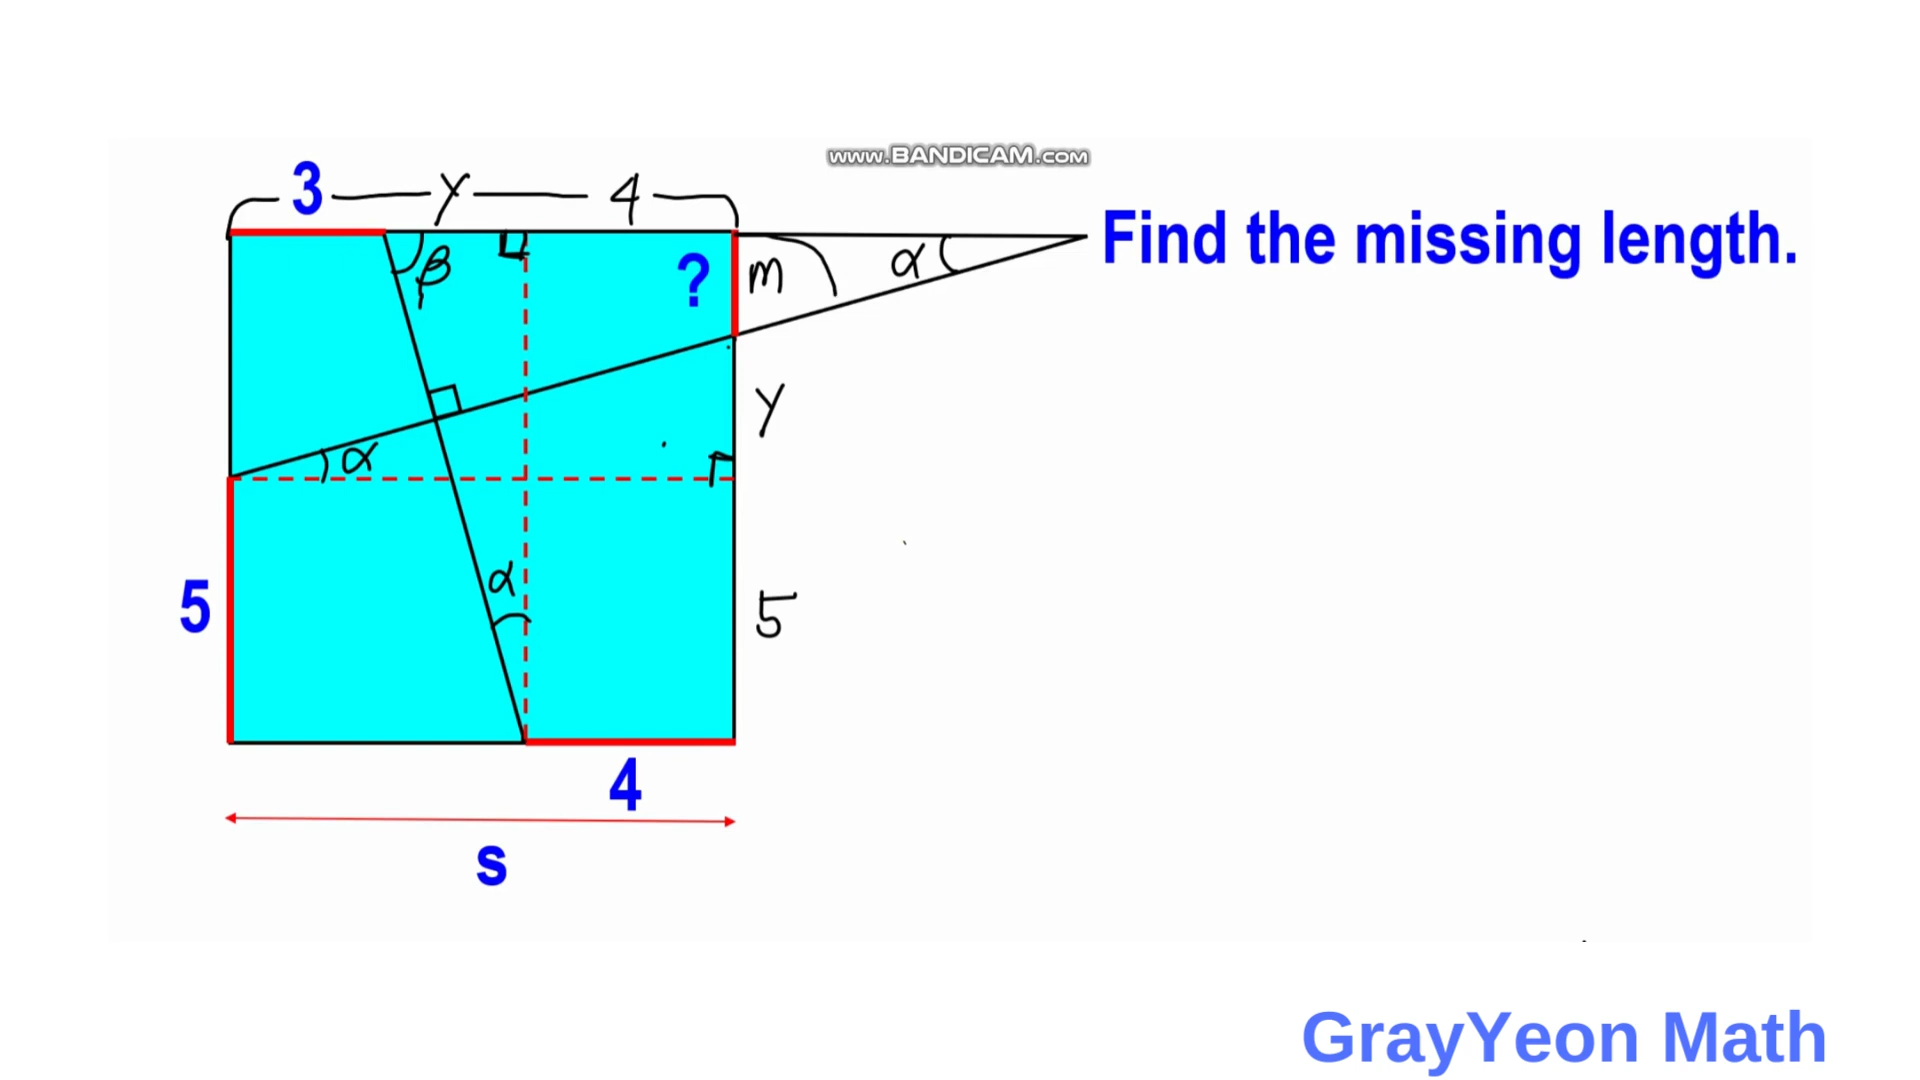 www.BANDICAM.com
3 y 4
Find the missing length.
β ? m α
y
α
α
5 5
4
s
GrayYeon Math